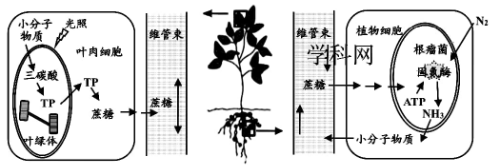 小分子
物质
光照
叶肉细胞
三碳酸
TP
TP
蔗糖
叶绿体
维管束
蔗糖
维管束
蔗糖
学科网
植物细胞
N₂
根瘤菌
固氮酶
ATP
NH₃
小分子物质